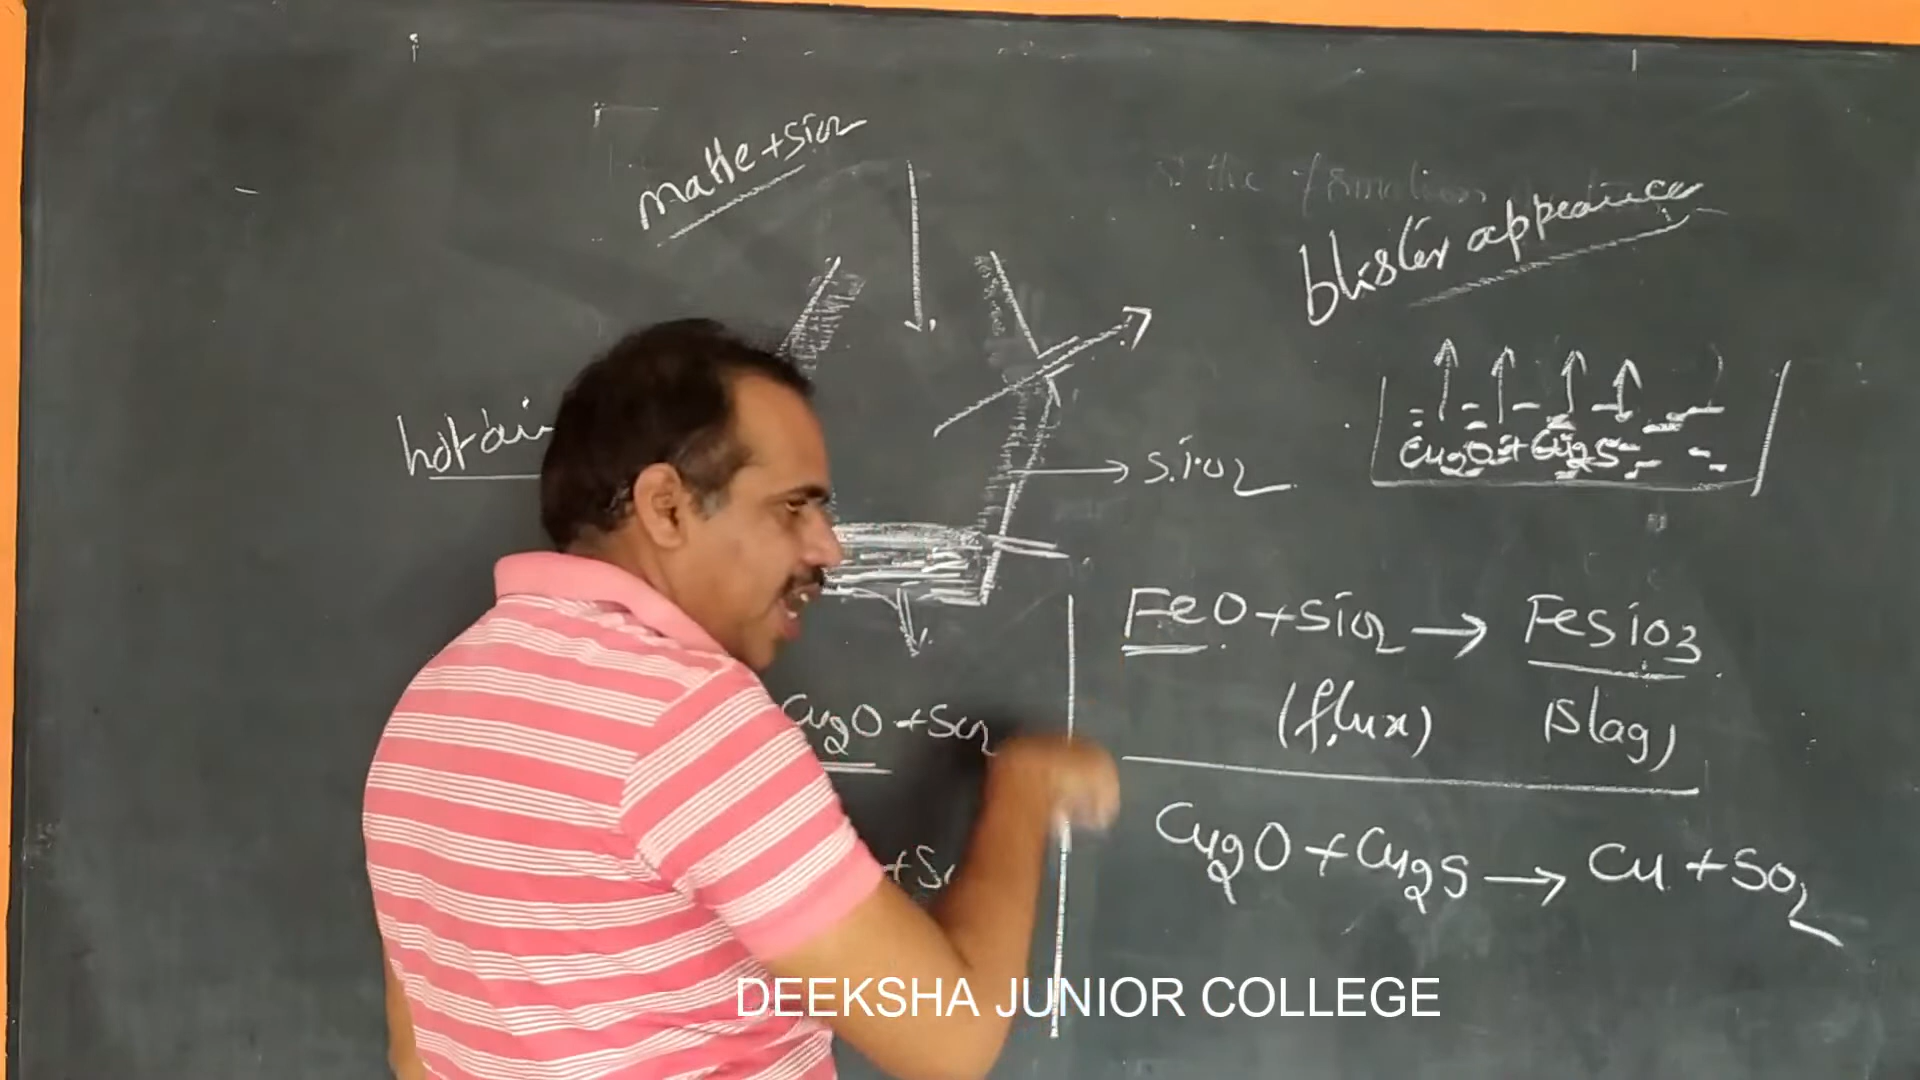 matte + SiO2
blister appearance
hot air
SiO2
Cu2O + Cu2S
FeO + SiO2 → FeSiO3
(flux) (Slag)
Cu2O + SO2
Cu2O + Cu2S → Cu + SO2
DEEKSHA JUNIOR COLLEGE